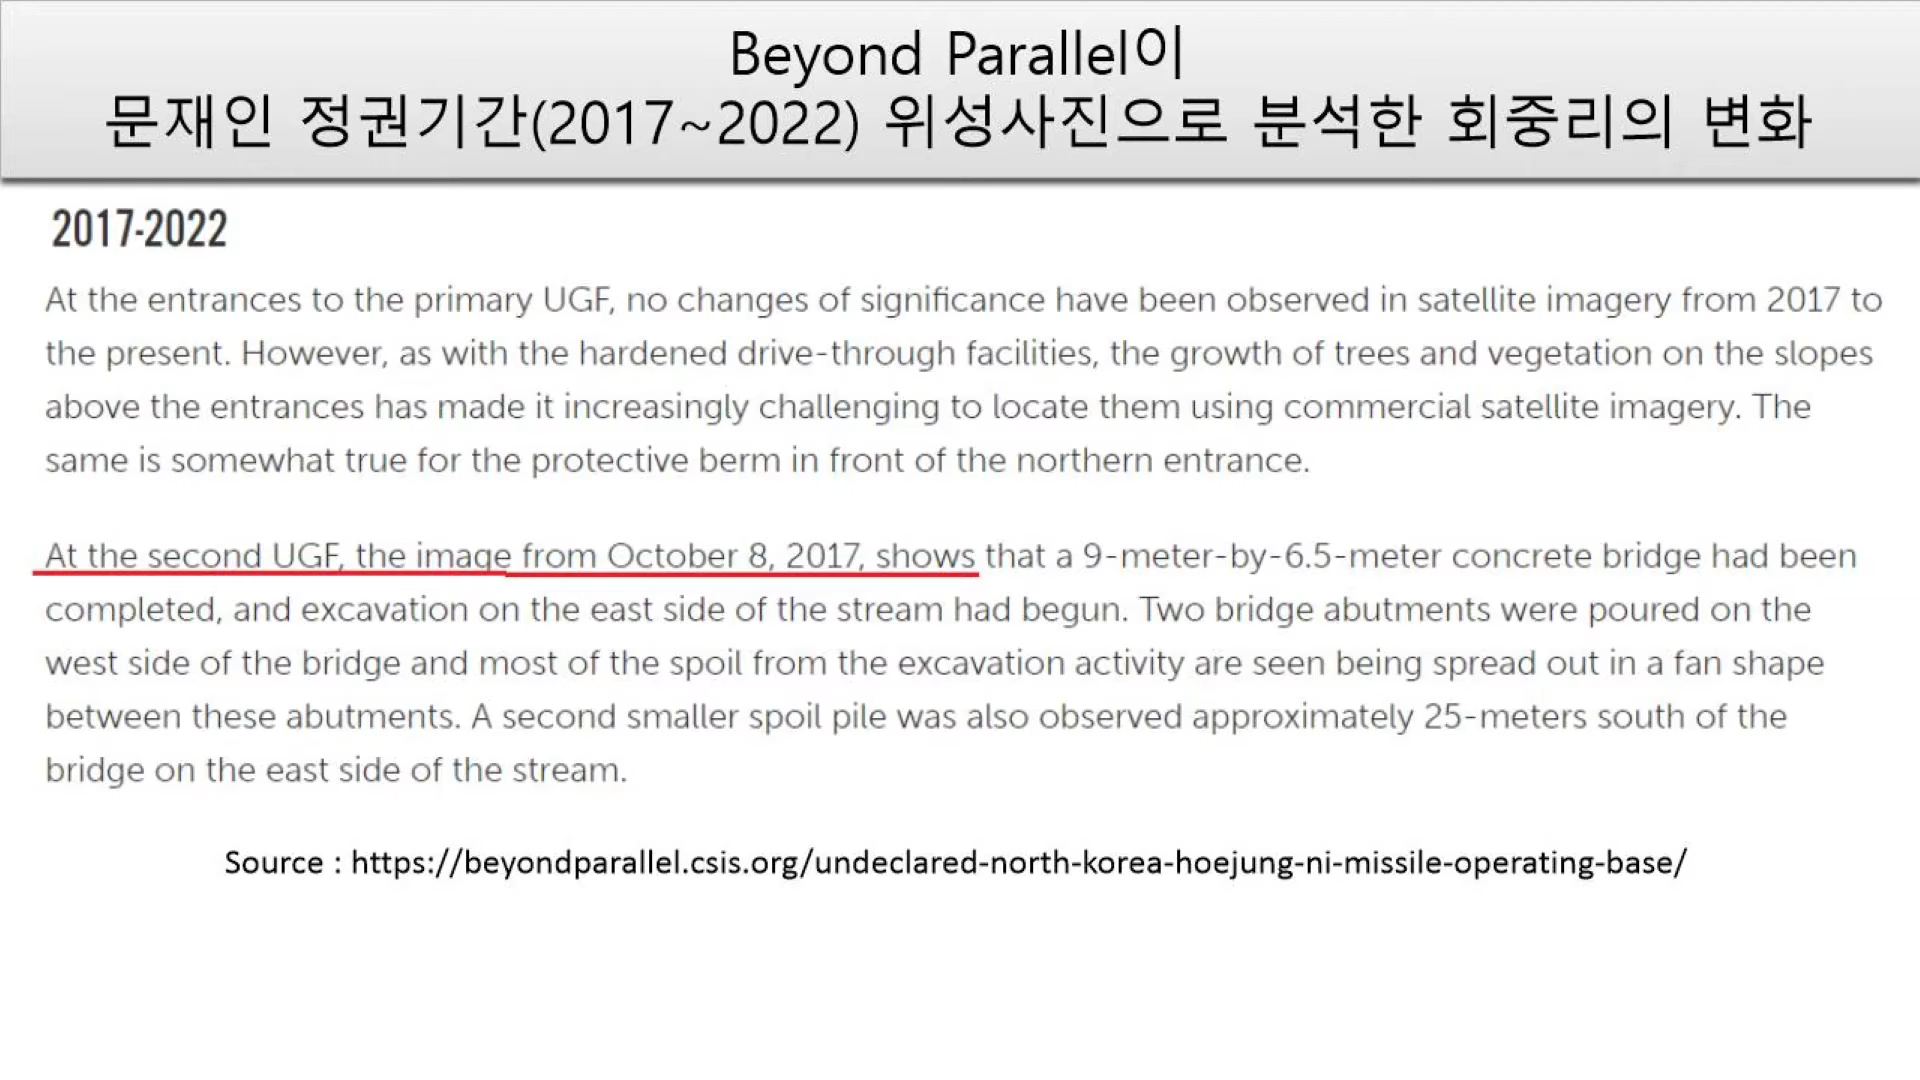 Beyond Parallel이
문재인 정권기간(2017~2022) 위성사진으로 분석한 회중리의 변화
2017-2022
At the entrances to the primary UGF, no changes of significance have been observed in satellite imagery from 2017 to
the present. However, as with the hardened drive-through facilities, the growth of trees and vegetation on the slopes
above the entrances has made it increasingly challenging to locate them using commercial satellite imagery. The
same is somewhat true for the protective berm in front of the northern entrance.
At the second UGF, the image from October 8, 2017, shows that a 9-meter-by-6.5-meter concrete bridge had been
completed, and excavation on the east side of the stream had begun. Two bridge abutments were poured on the
west side of the bridge and most of the spoil from the excavation activity are seen being spread out in a fan shape
between these abutments. A second smaller spoil pile was also observed approximately 25-meters south of the
bridge on the east side of the stream.
Source : https://beyondparallel.csis.org/undeclared-north-korea-hoejung-ni-missile-operating-base/